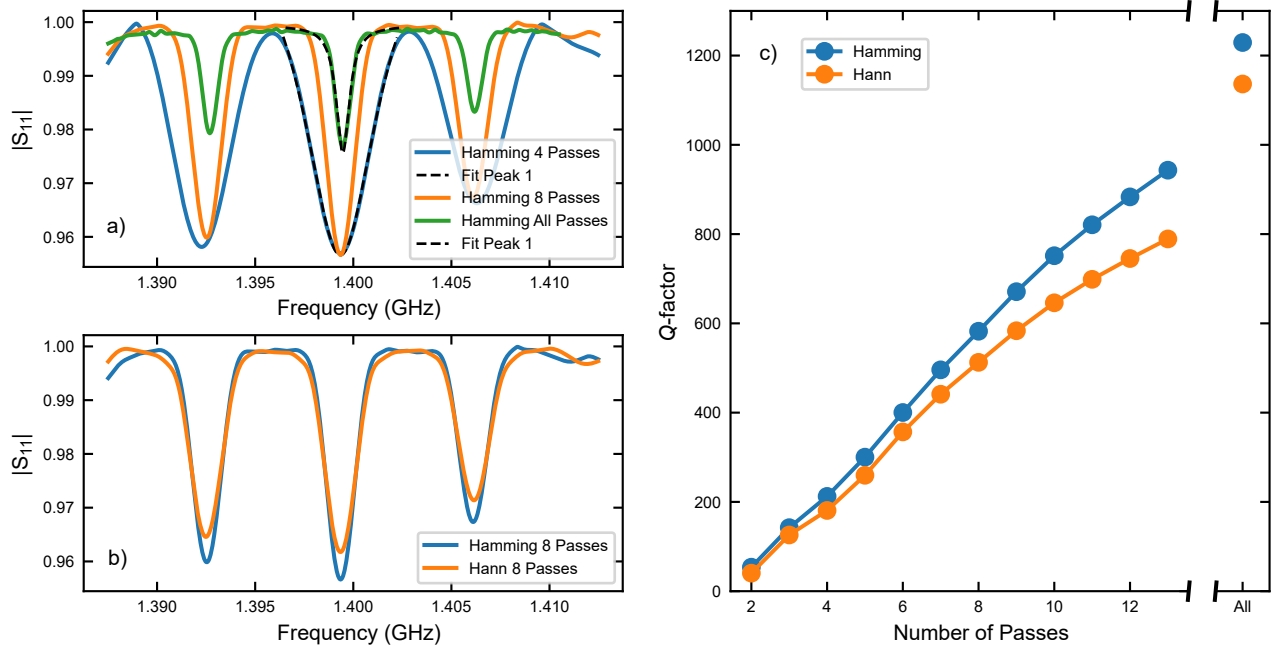 1.00
0.99
0.98
0.97
0.96
|S11|
a)
Hamming 4 Passes
Fit Peak 1
Hamming 8 Passes
Hamming All Passes
Fit Peak 1
1.390 1.395 1.400 1.405 1.410
Frequency (GHz)
1.00
0.99
0.98
0.97
0.96
|S11|
b)
Hamming 8 Passes
Hann 8 Passes
1.390 1.395 1.400 1.405 1.410
Frequency (GHz)
c)
Hamming
Hann
1200
1000
800
600
400
200
0
Q-factor
2 4 6 8 10 12 All
Number of Passes